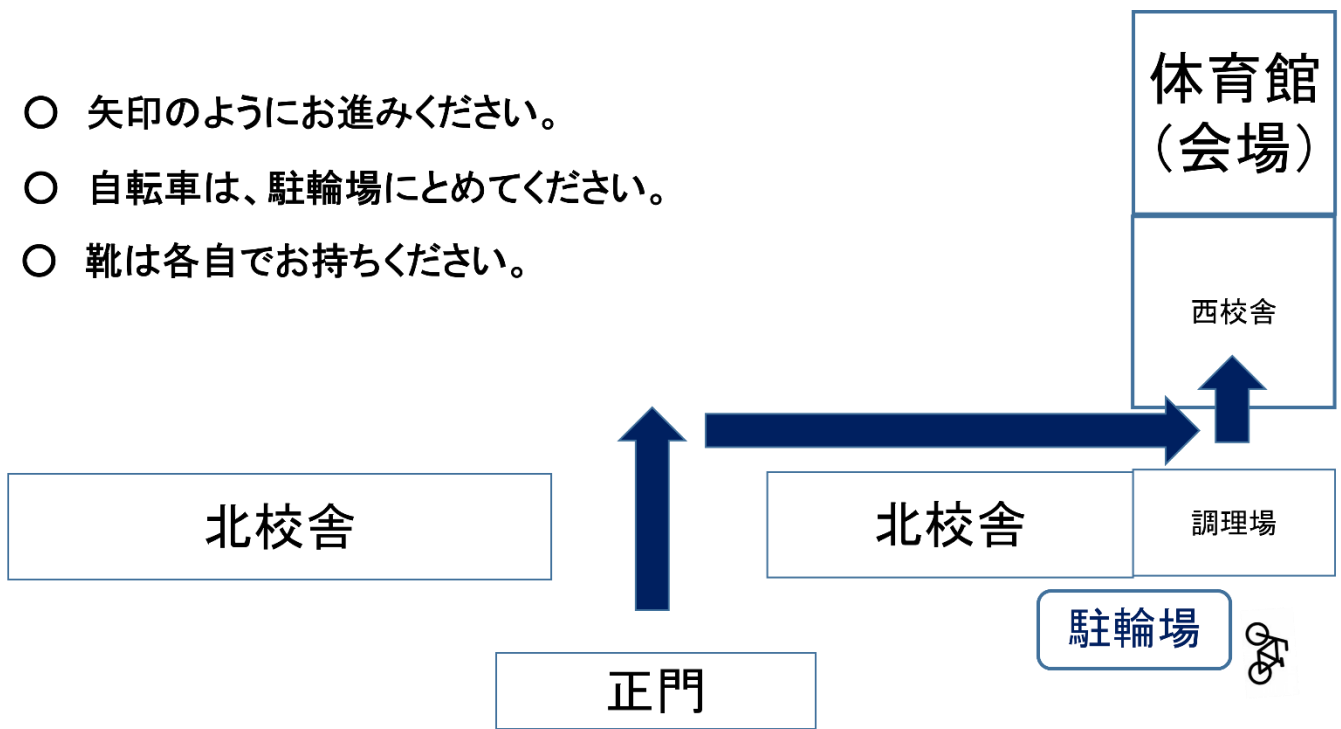 ○ 矢印のようにお進みください。
○ 自転車は、駐輪場にとめてください。
○ 靴は各自でお持ちください。
体育館
（会場）
西校舎
北校舎
北校舎
調理場
駐輪場
正門